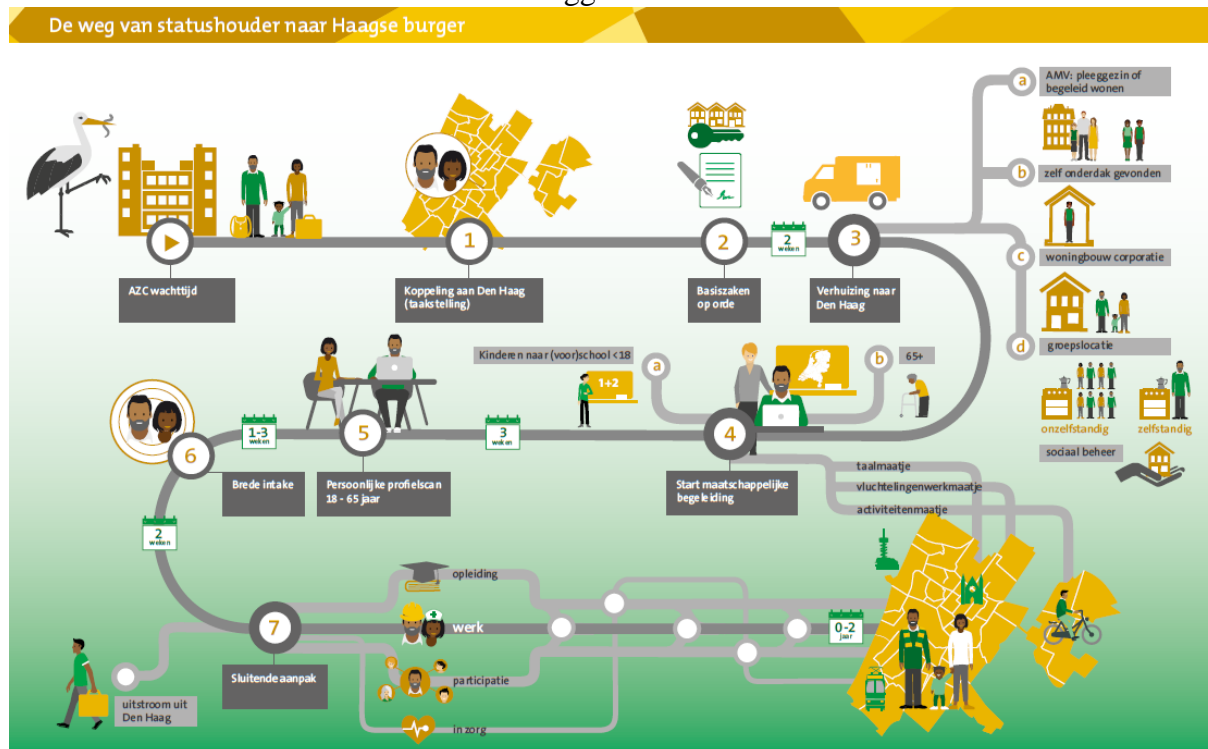 gg
De weg van statushouder naar Haagse burger
a
AMV: pleeggezin of
begeleid wonen
b
zelf onderdak gevonden
c
woningbouw corporatie
d
groepslocatie
onzelfstandig
zelfstandig
sociaal beheer
AZC wachttijd
1
Koppeling aan Den Haag
(taakstelling)
2
Basiszaken
op orde
2
weken
3
Verhuizing naar
Den Haag
Kinderen naar (voor)school <18
a
1+2
b
65+
4
Start maatschappelijke
begeleiding
3
weken
5
Persoonlijke profielscan
18 - 65 jaar
1-3
weken
6
Brede intake
taalmaatje
vluchtelingenwerkmaatje
activiteitenmaatje
2
weken
7
Sluitende aanpak
opleiding
werk
participatie
in zorg
0-2
jaar
uitstroom uit
Den Haag